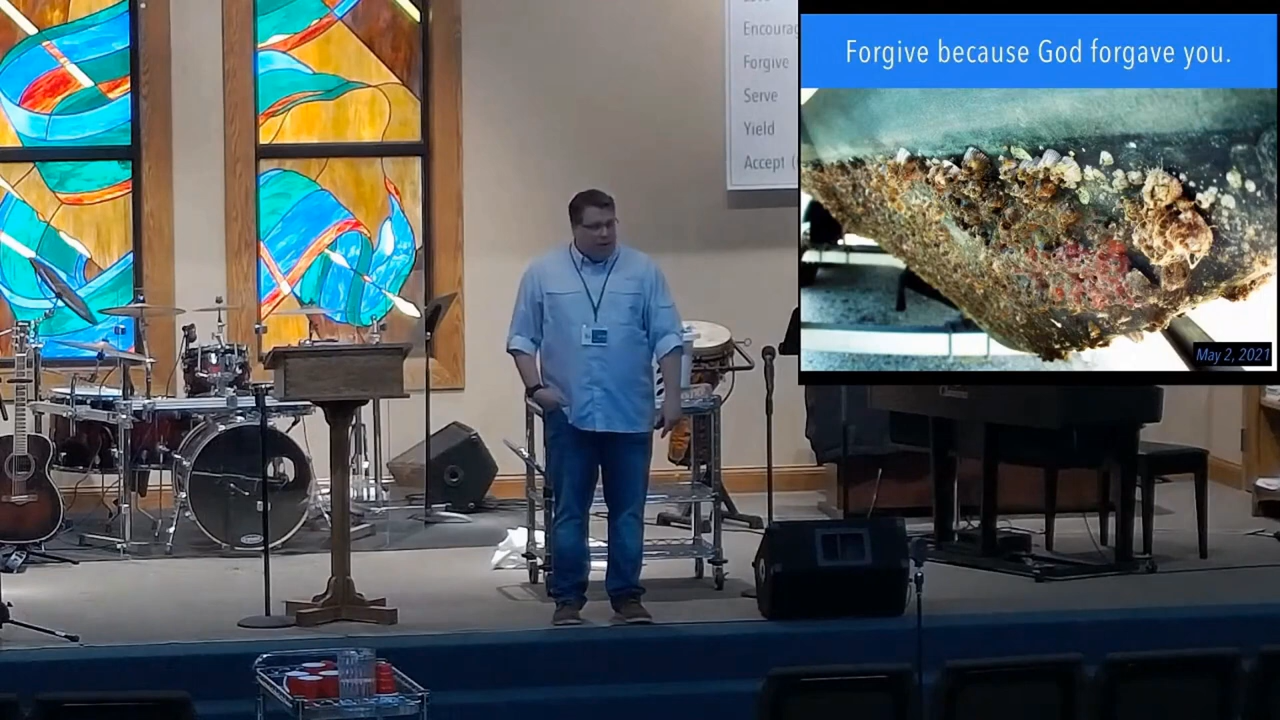 Encourag
Forgive
Serve
Yield
Accept (
Forgive because God forgave you.
May 2, 2021